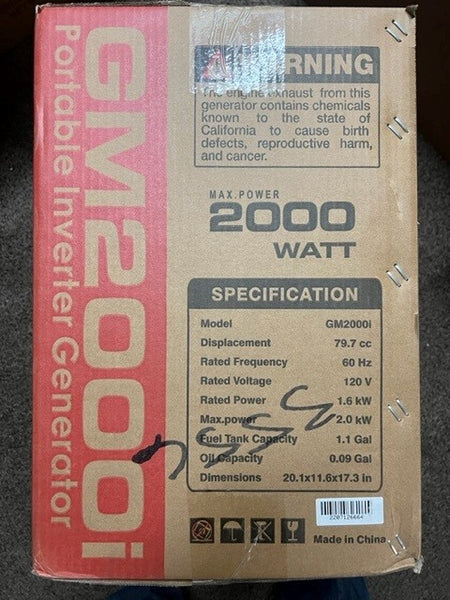 GM2000i
Portable Inverter Generator
WARNING
The engine exhaust from this
generator contains chemicals
known to the state of
California to cause birth
defects, reproductive harm,
and cancer.
MAX.POWER
2000
WATT
SPECIFICATION
Model GM2000i
Displacement 79.7 cc
Rated Frequency 60 Hz
Rated Voltage 120 V
Rated Power 1.6 kW
Max.power 2.0 kW
Fuel Tank Capacity 1.1 Gal
Oil Capacity 0.09 Gal
Dimensions 20.1x11.6x17.3 in
2207126664
Made in China